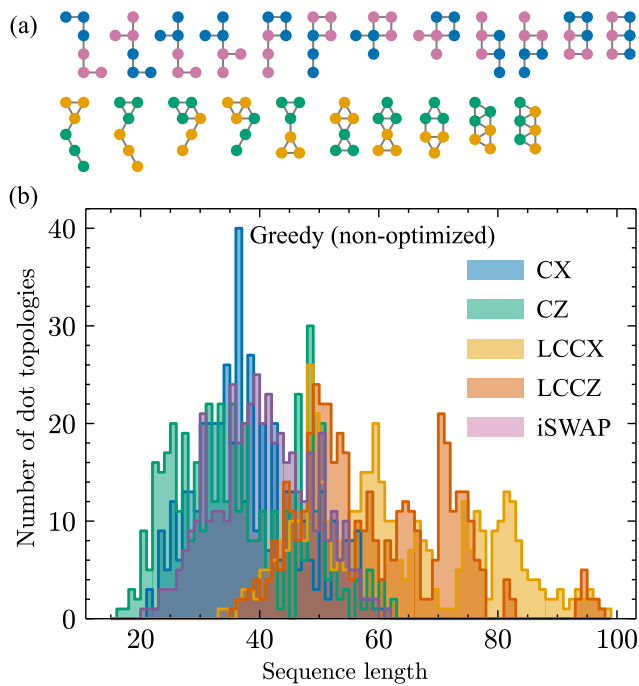 (a)
(b)
Greedy (non-optimized)
CX
CZ
LCCX
LCCZ
iSWAP
Number of dot topologies
40
30
20
10
0
20
40
60
80
100
Sequence length